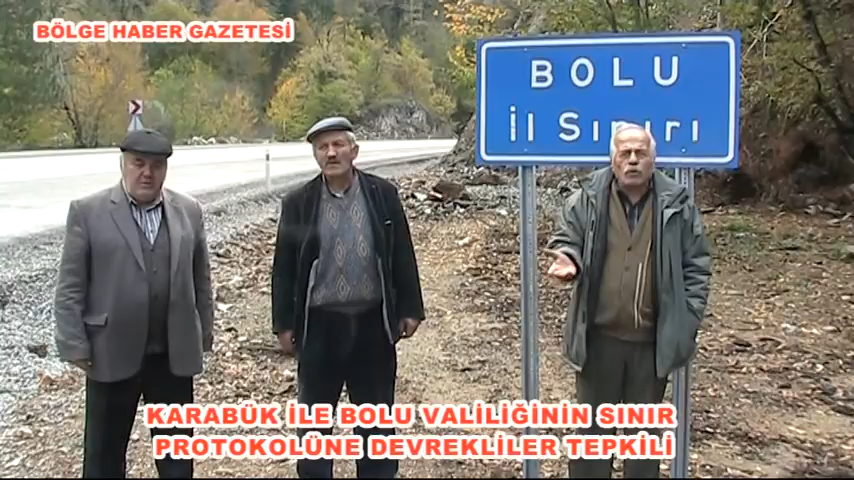 BÖLGE HABER GAZETESİ
BOLU
İl Sınırı
KARABÜK İLE BOLU VALİLİĞİNİN SINIR
PROTOKOLÜNE DEVREKLİLER TEPKİLİ